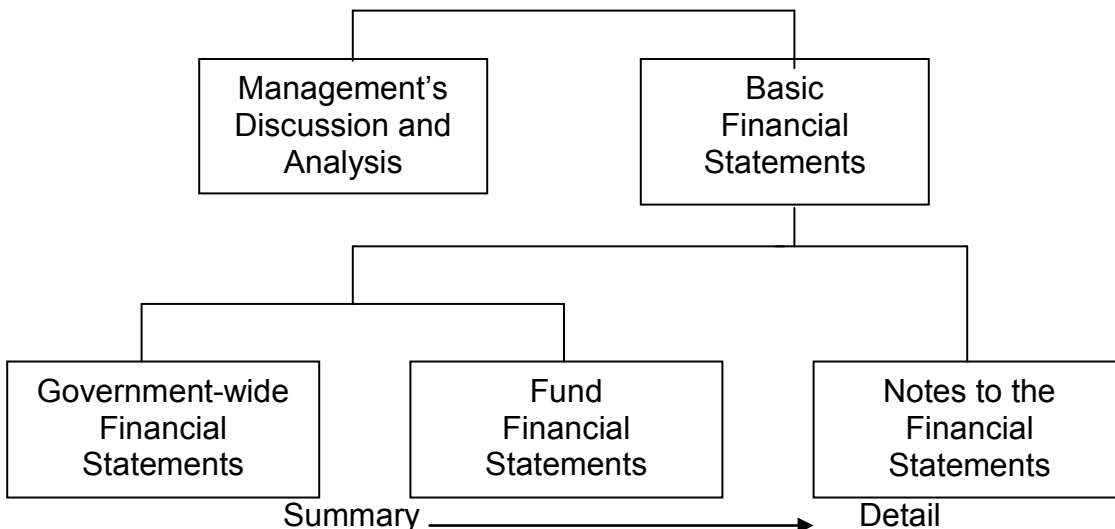 Management’s
Discussion and
Analysis
Basic
Financial
Statements
Government-wide
Financial
Statements
Fund
Financial
Statements
Notes to the
Financial
Statements
Summary Detail